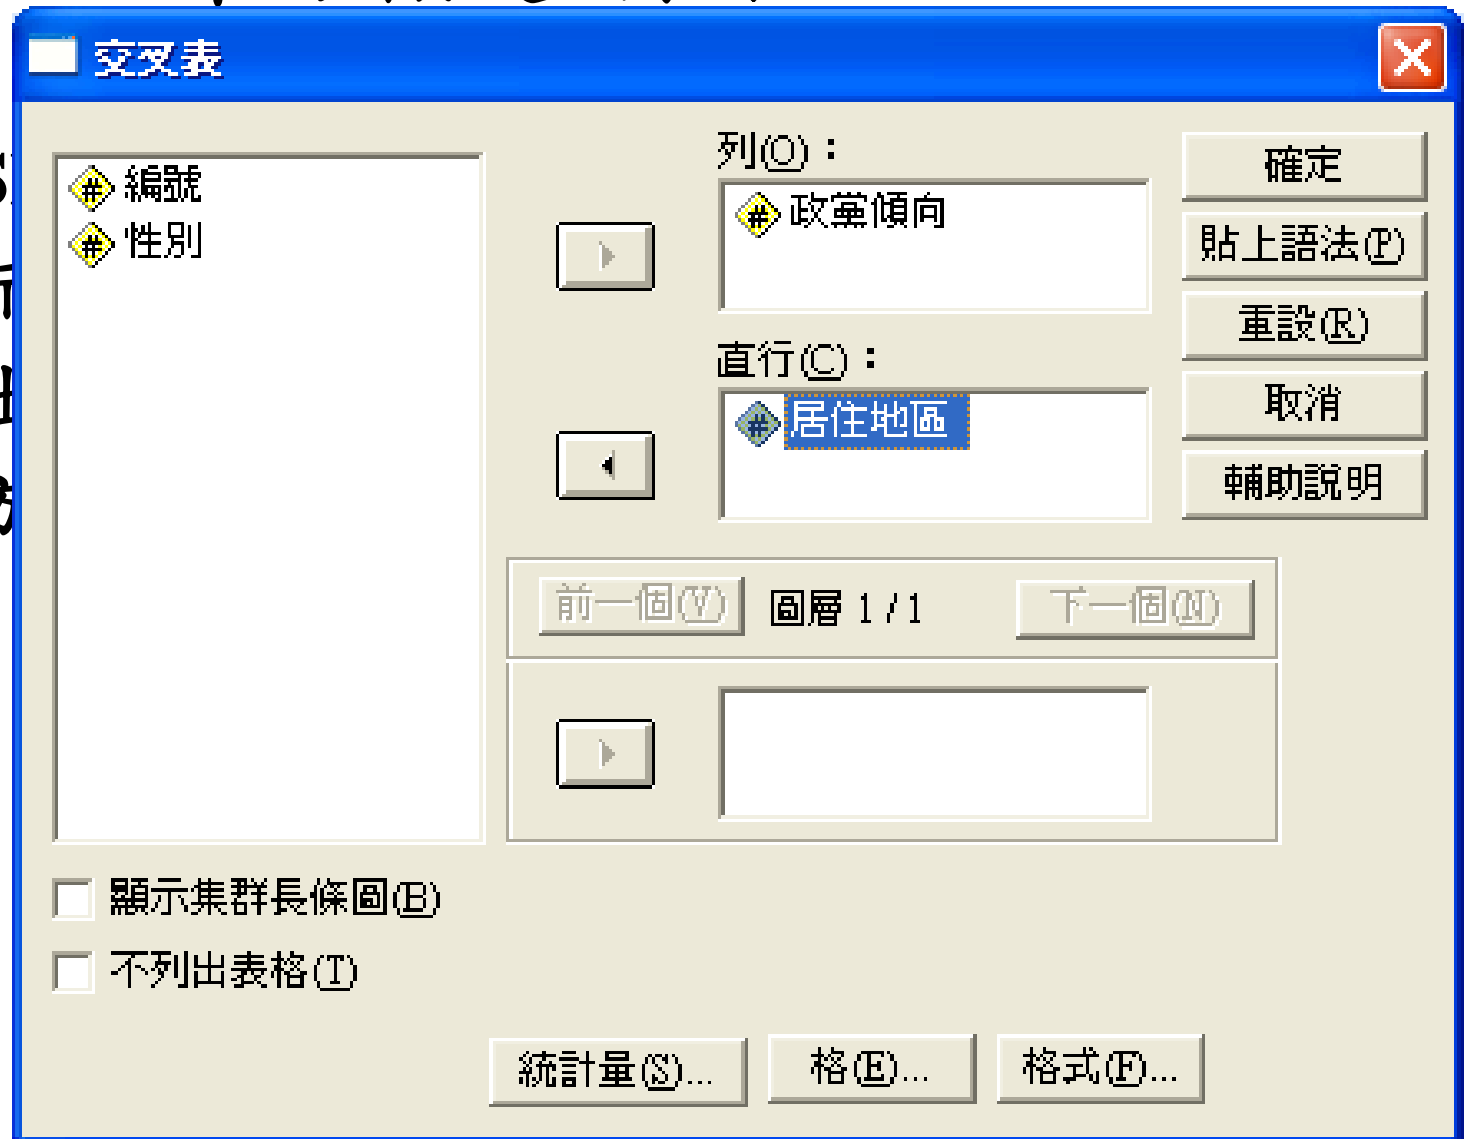 交叉表
編號
性別
列(O)：
政黨傾向
直行(C)：
居住地區
確定
貼上語法(P)
重設(R)
取消
輔助說明
前一個(V) 圖層 1 / 1 下一個(N)
顯示集群長條圖(B)
不列出表格(T)
統計量(S)... 格(E)... 格式(F)...